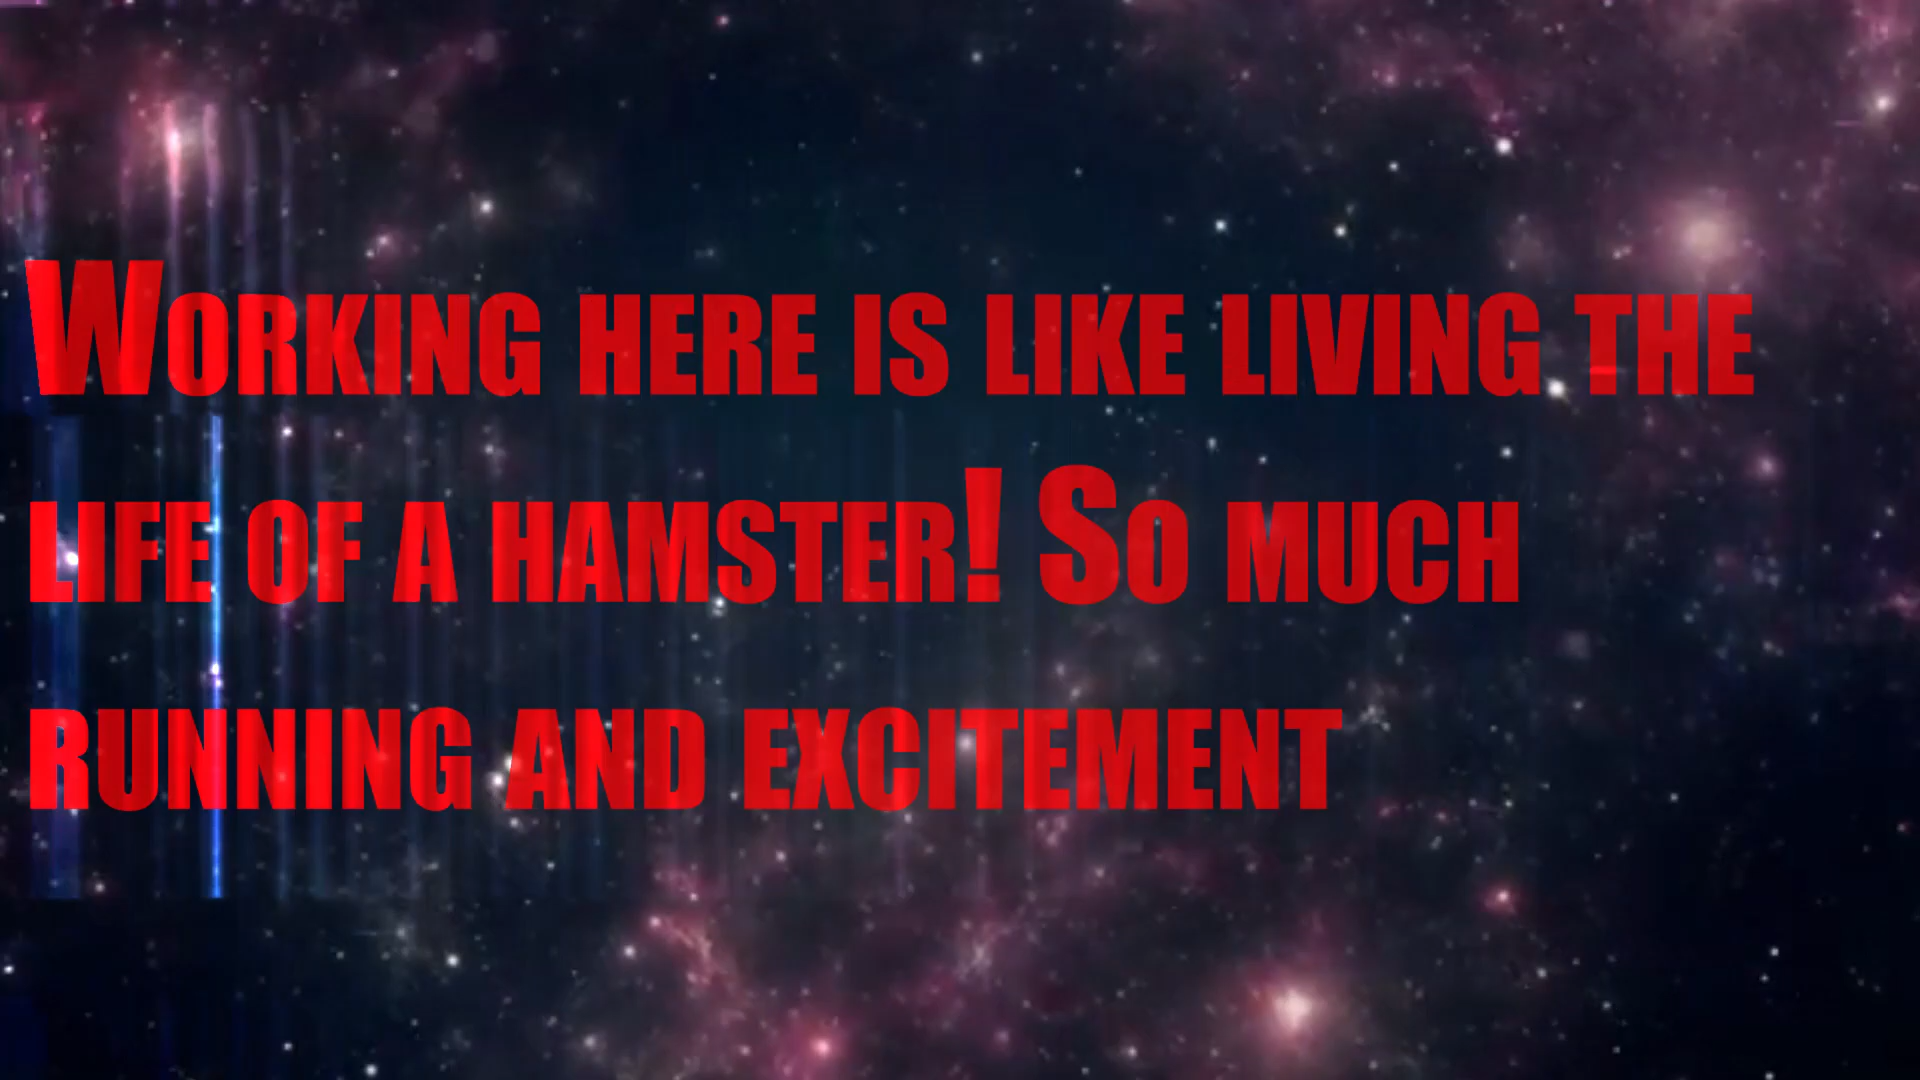 Working here is like living the
life of a hamster! So much
running and excitement